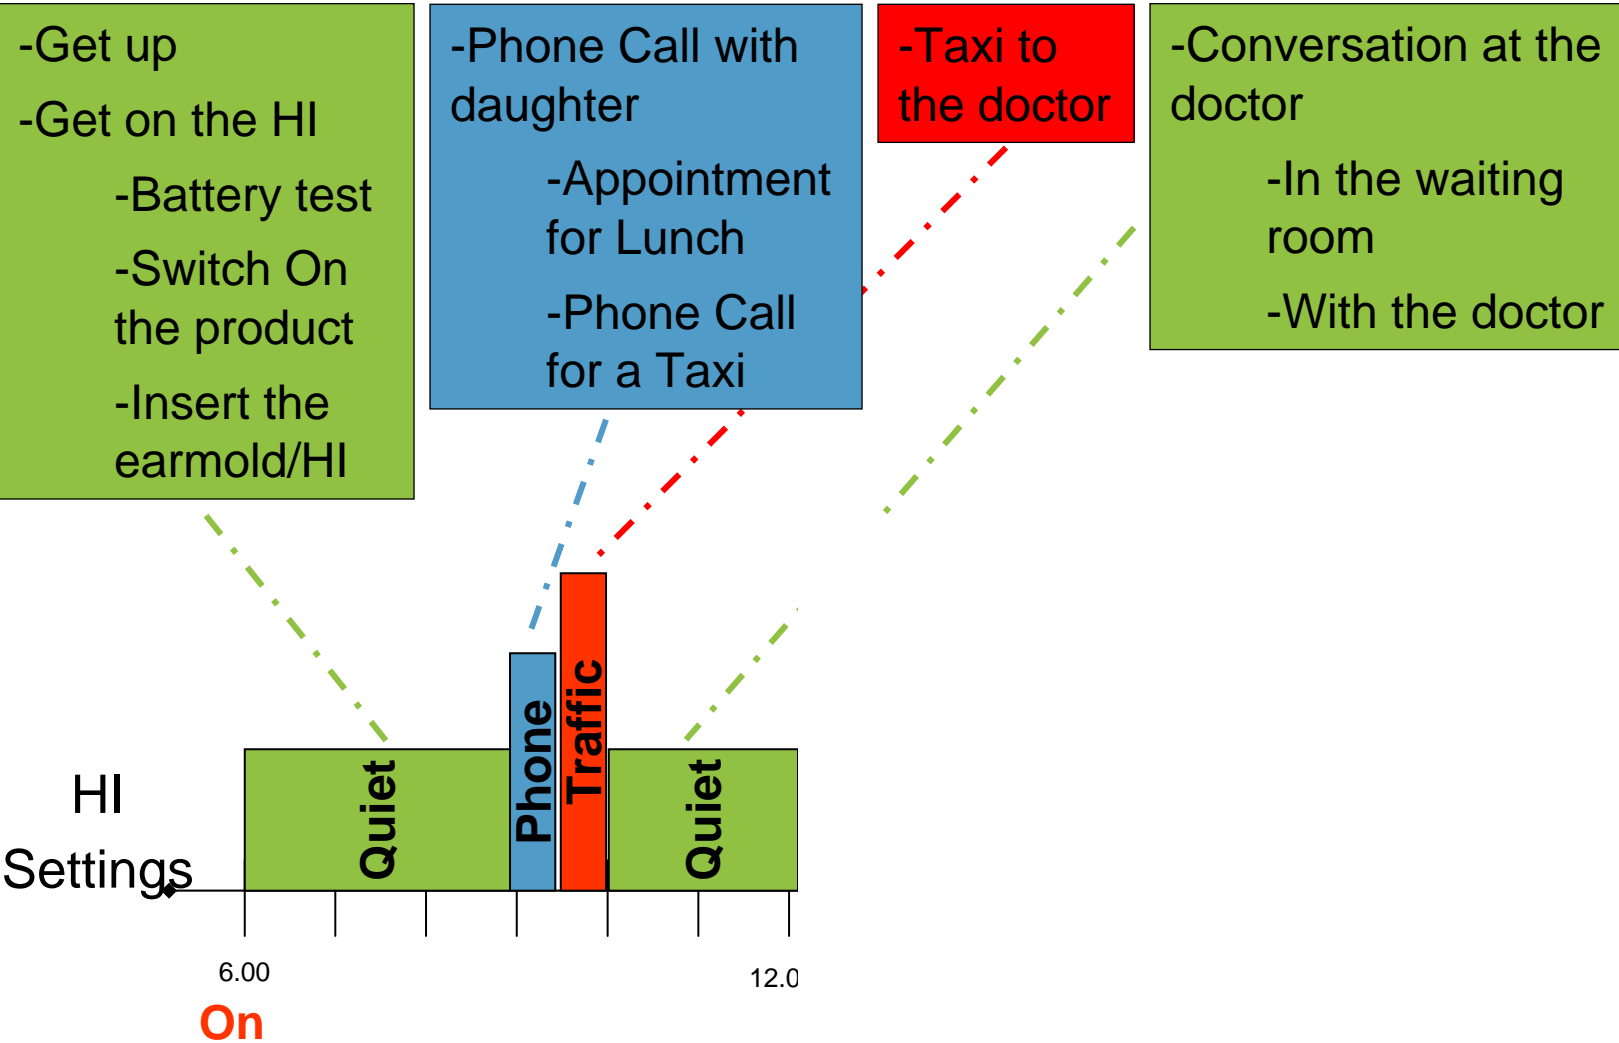 -Get up
-Get on the HI
-Battery test
-Switch On
the product
-Insert the
earmold/HI
-Phone Call with
daughter
-Appointment
for Lunch
-Phone Call
for a Taxi
-Taxi to
the doctor
-Conversation at the
doctor
-In the waiting
room
-With the doctor
HI
Settings
Quiet
Phone
Traffic
Quiet
6.00
12.0
On